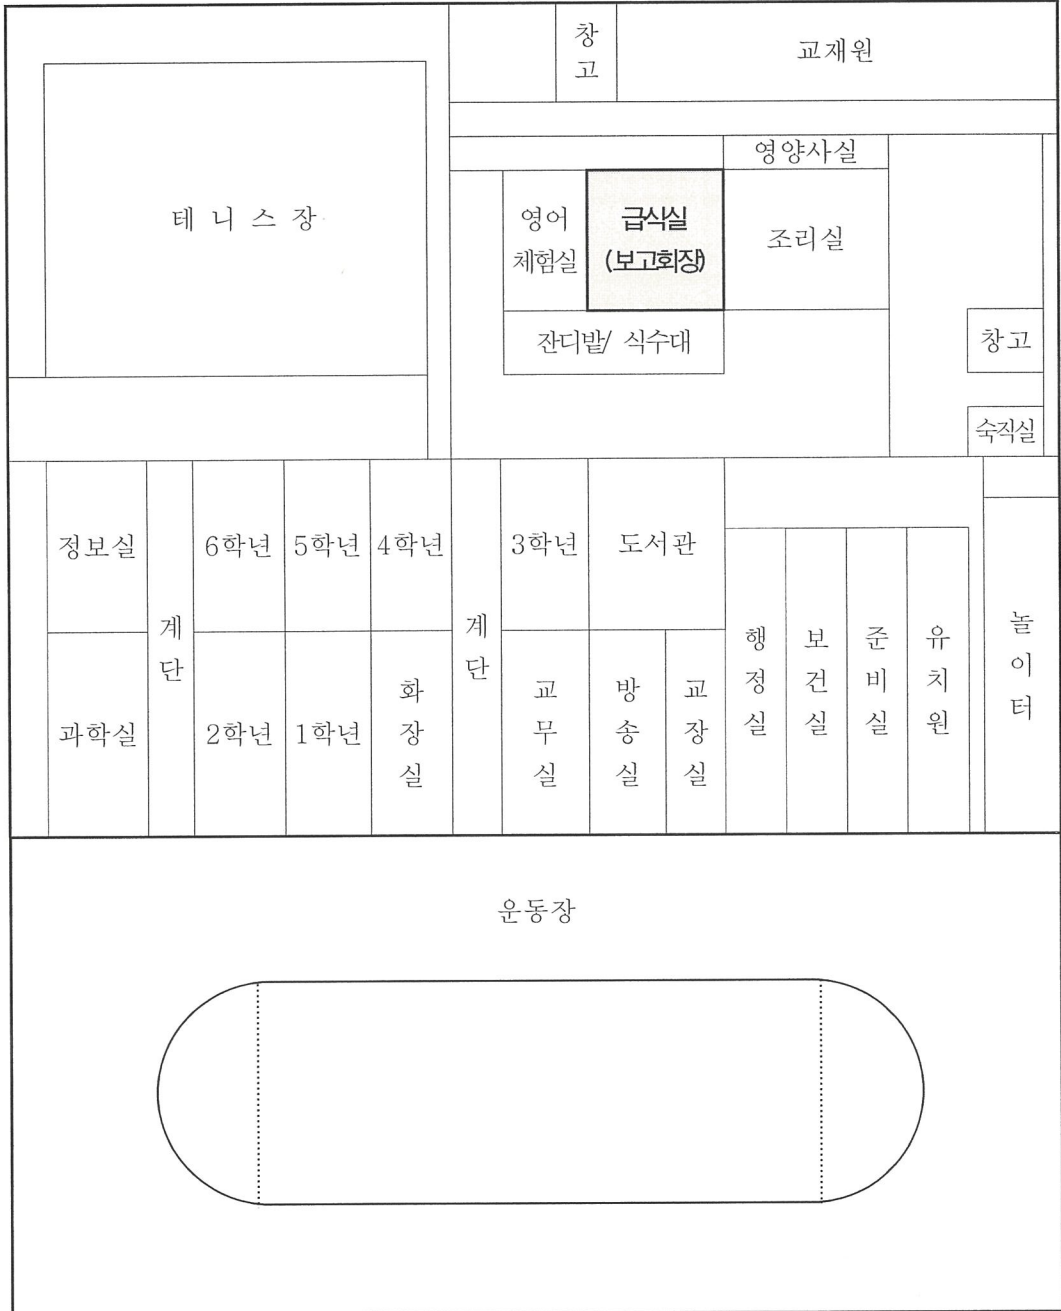 창고
교재원
영양사실
테 니 스 장
영어
체험실
급식실
(보고회장)
조리실
잔디밭/ 식수대
창고
숙직실
정보실
계단
6학년
5학년
4학년
계단
3학년
도서관
과학실
2학년
1학년
화장실
교무실
방송실
교장실
행정실
보건실
준비실
유치원
놀이터
운동장